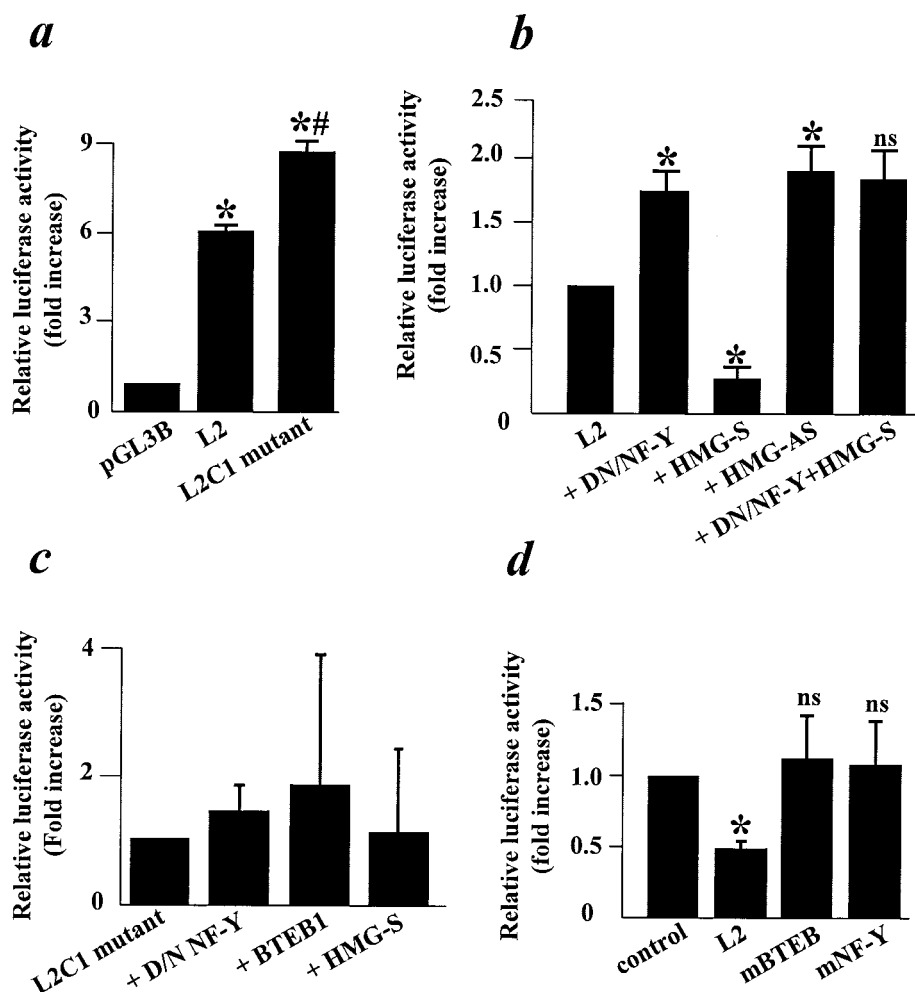 a
Relative luciferase activity
(fold increase)
9
6
3
0
*
*#
pGL3B
L2
L2C1 mutant
b
Relative luciferase activity
(fold increase)
2.5
2.0
1.5
1.0
0.5
0
*
*
*
ns
L2
+ DN/NF-Y
+ HMG-S
+ HMG-AS
+ DN/NF-Y+HMG-S
c
Relative luciferase activity
(Fold increase)
4
2
0
L2C1 mutant
+ D/N NF-Y
+ BTEB1
+ HMG-S
d
Relative luciferase activity
(fold increase)
1.5
1.0
0.5
0
*
ns
ns
control
L2
mBTEB
mNF-Y